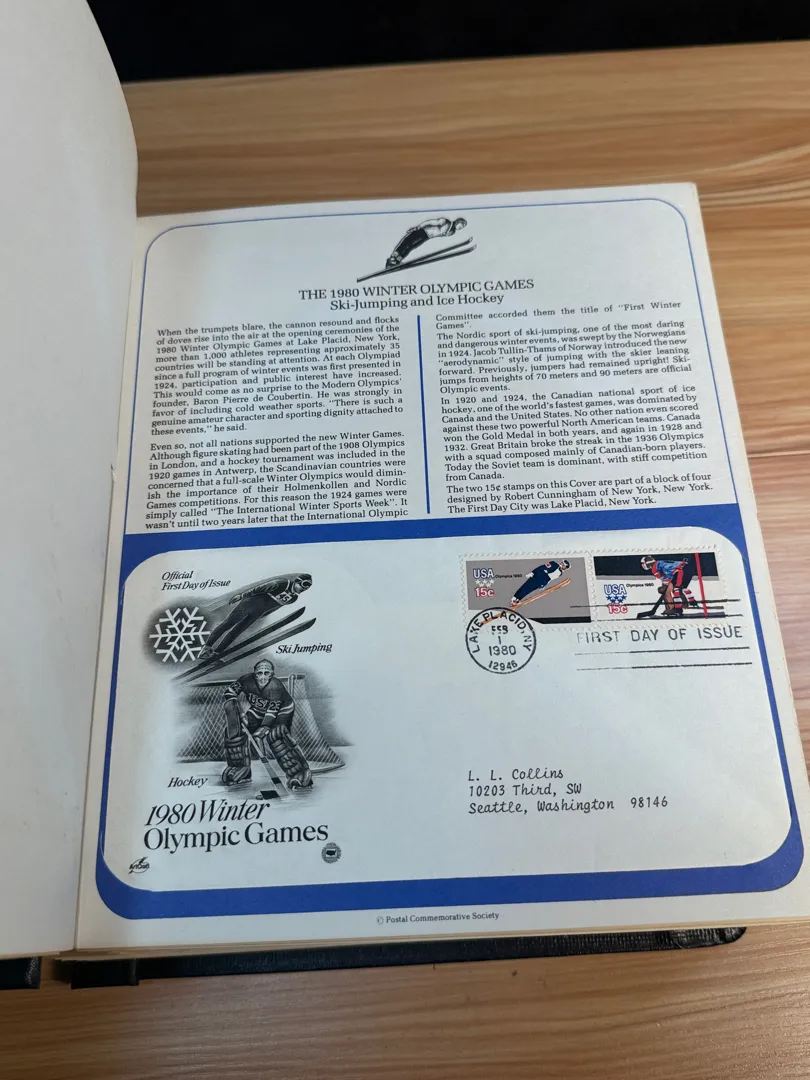 THE 1980 WINTER OLYMPIC GAMES
Ski-Jumping and Ice Hockey
When the trumpets blare, the cannon resound and flocks
of doves rise into the air at the opening ceremonies of the
1980 Winter Olympic Games at Lake Placid, New York,
more than 1,000 athletes representing approximately 35
countries will be standing at attention. At each Olympiad
since a full program of winter events was first presented in
1924, participation and public interest have increased.
This would come as no surprise to the Modern Olympics'
founder, Baron Pierre de Coubertin. He was strongly in
favor of including cold weather sports. "There is such a
genuine amateur character and sporting dignity attached to
these events," he said.
Even so, not all nations supported the new Winter Games.
Although figure skating had been part of the 1908 Olympics
in London, and a hockey tournament was included in the
1920 games in Antwerp, the Scandinavian countries were
concerned that a full-scale Winter Olympics would dimin-
ish the importance of their Holmenkollen and Nordic
Games competitions. For this reason the 1924 games were
simply called "The International Winter Sports Week". It
wasn't until two years later that the International Olympic
Committee accorded them the title of "First Winter
Games".
The Nordic sport of ski-jumping, one of the most daring
and dangerous winter events, was swept by the Norwegians
in 1924. Jacob Tullin-Thams of Norway introduced the new
"aerodynamic" style of jumping with the skier leaning
forward. Previously, jumpers had remained upright! Ski-
jumps from heights of 70 meters and 90 meters are official
Olympic events.
In 1920 and 1924, the Canadian national sport of ice
hockey, one of the world's fastest games, was dominated by
Canada and the United States. No other nation even scored
against these two powerful North American teams. Canada
won the Gold Medal in both years, and again in 1928 and
1932. Great Britain broke the streak in the 1936 Olympics
with a squad composed mainly of Canadian-born players.
Today the Soviet team is dominant, with stiff competition
from Canada.
The two 15¢ stamps on this Cover are part of a block of four
designed by Robert Cunningham of New York, New York.
The First Day City was Lake Placid, New York.
Official
First Day of Issue
Ski Jumping
Hockey
1980 Winter
Olympic Games
ArtCraft
USA
Olympics 1980
15c
USA
Olympics 1980
15c
LAKE PLACID, NY
FEB
1
1980
12946
FIRST DAY OF ISSUE
L. L. Collins
10203 Third, SW
Seattle, Washington 98146
© Postal Commemorative Society